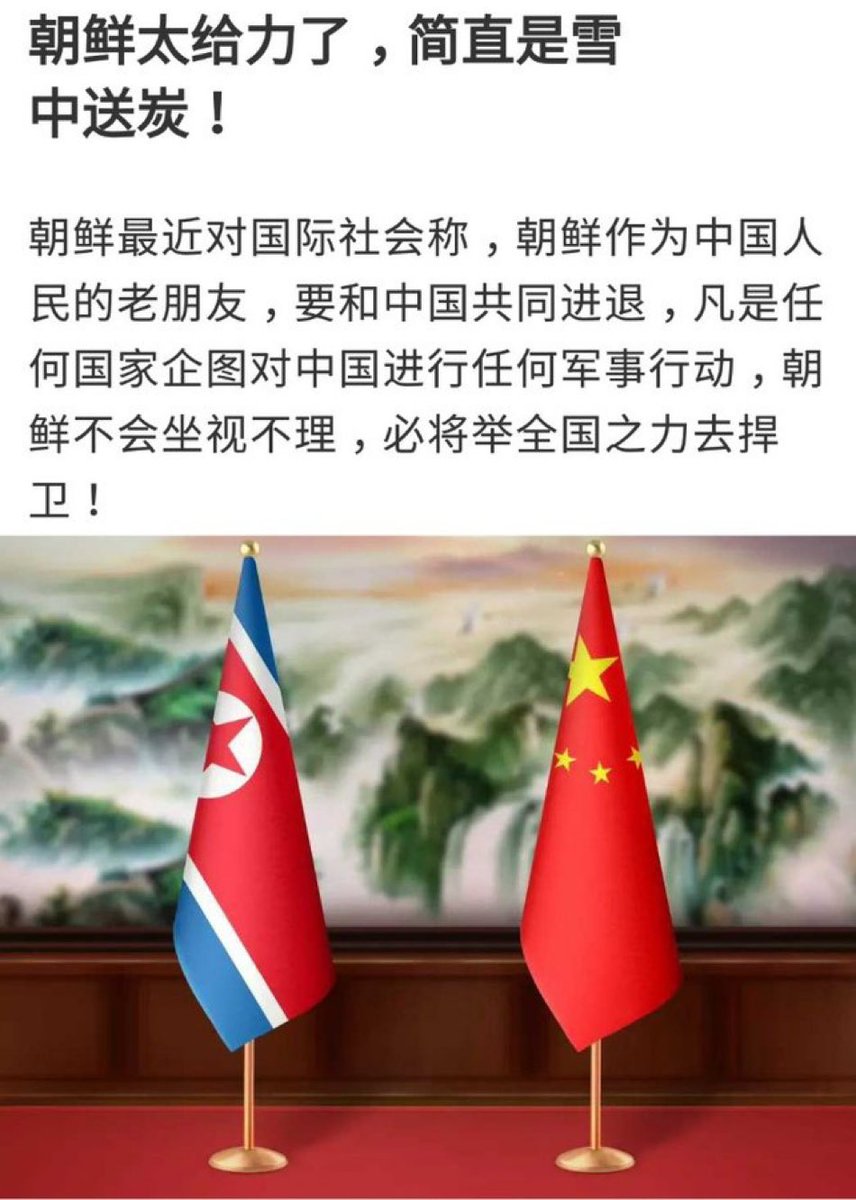 朝鲜太给力了，简直是雪
中送炭！
朝鲜最近对国际社会称，朝鲜作为中国人
民的老朋友，要和中国共同进退，凡是任
何国家企图对中国进行任何军事行动，朝
鲜不会坐视不理，必将举全国之力去捍
卫！